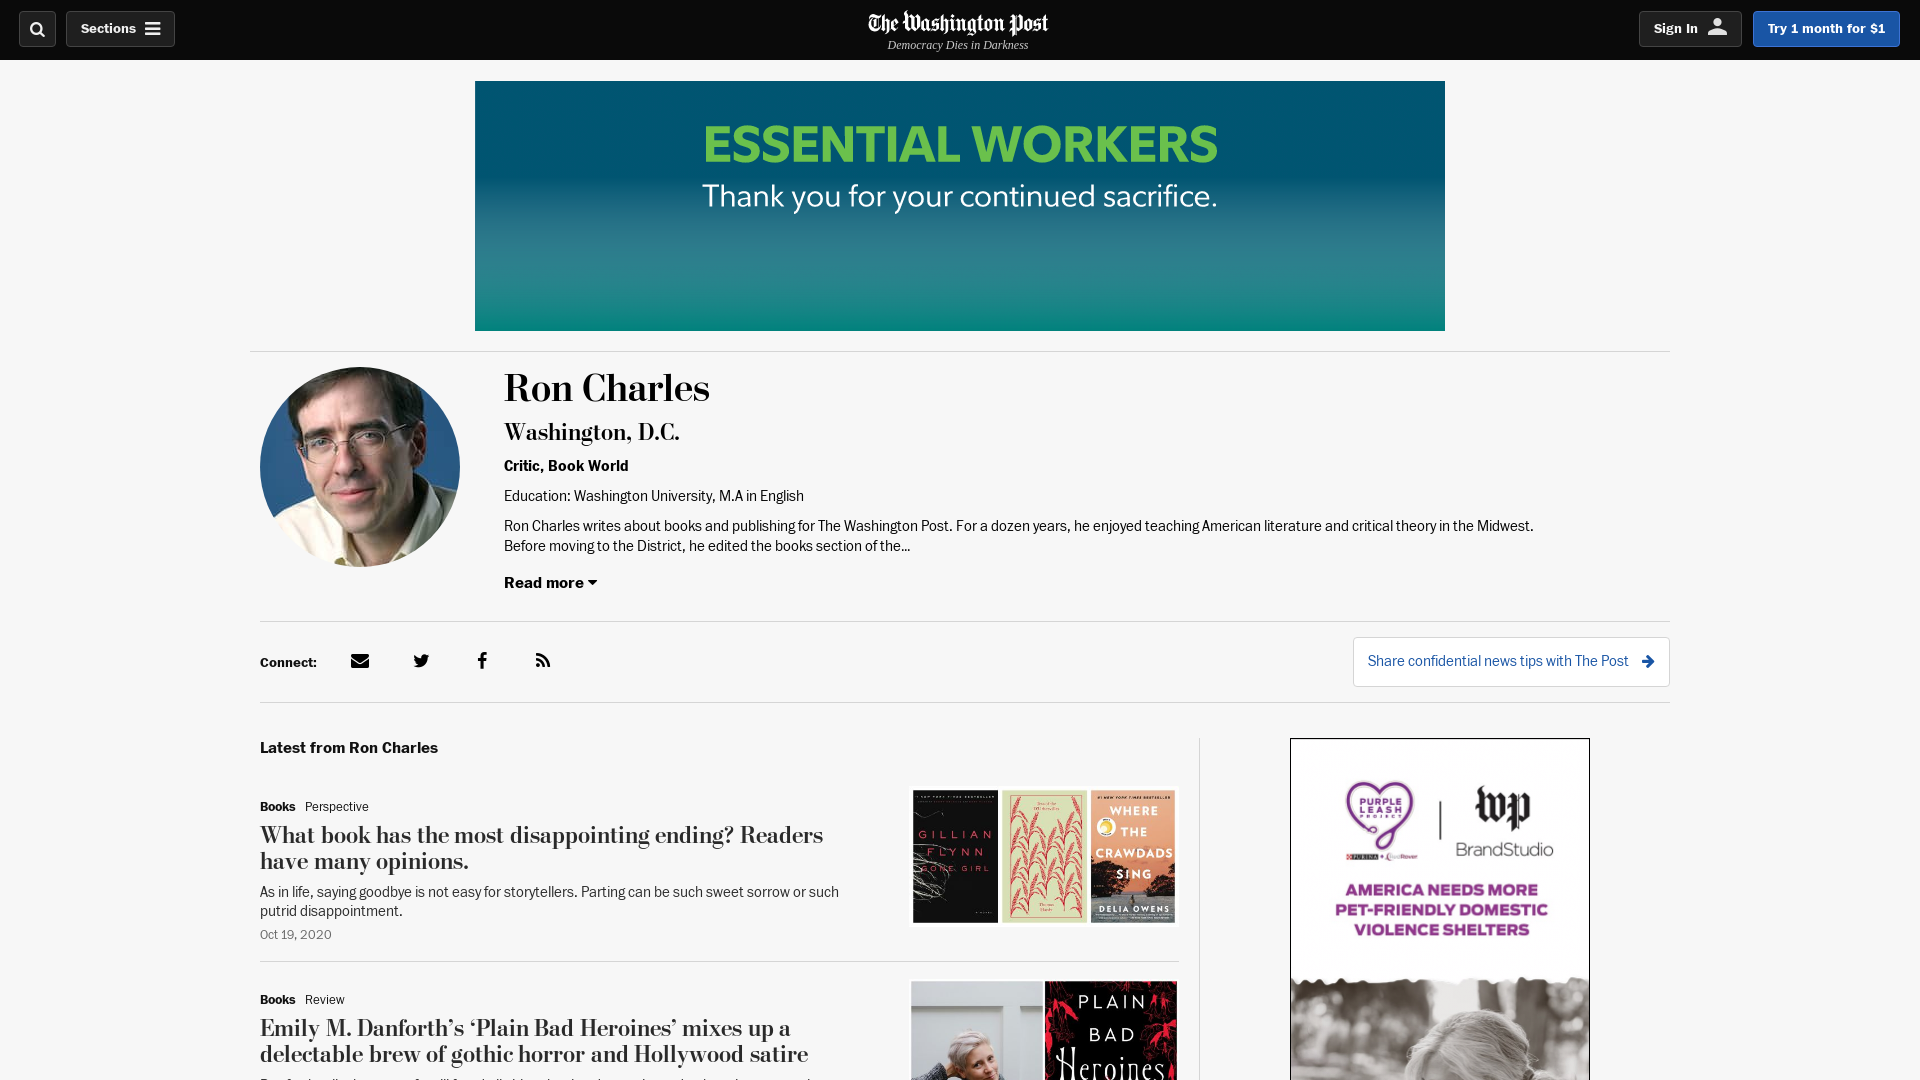 Sections
The Washington Post
Democracy Dies in Darkness
Sign In
Try 1 month for $1
ESSENTIAL WORKERS
Thank you for your continued sacrifice.
Ron Charles
Washington, D.C.
Critic, Book World
Education: Washington University, M.A in English
Ron Charles writes about books and publishing for The Washington Post. For a dozen years, he enjoyed teaching American literature and critical theory in the Midwest.
Before moving to the District, he edited the books section of the...
Read more
Connect:
Share confidential news tips with The Post
Latest from Ron Charles
Books Perspective
What book has the most disappointing ending? Readers
have many opinions.
As in life, saying goodbye is not easy for storytellers. Parting can be such sweet sorrow or such
putrid disappointment.
Oct 19, 2020
GILLIAN
FLYNN
GONE GIRL
WHERE
THE
CRAWDADS
SING
DELIA OWENS
Books Review
Emily M. Danforth’s ‘Plain Bad Heroines’ mixes up a
delectable brew of gothic horror and Hollywood satire
PLAIN
BAD
Heroines
PURPLE
LEASH
PROJECT
PURINA
wp
BrandStudio
AMERICA NEEDS MORE
PET-FRIENDLY DOMESTIC
VIOLENCE SHELTERS